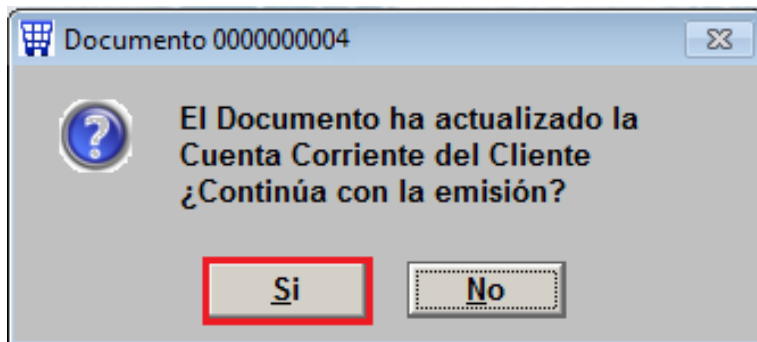 Documento 0000000004
El Documento ha actualizado la
Cuenta Corriente del Cliente
¿Continúa con la emisión?
Si No